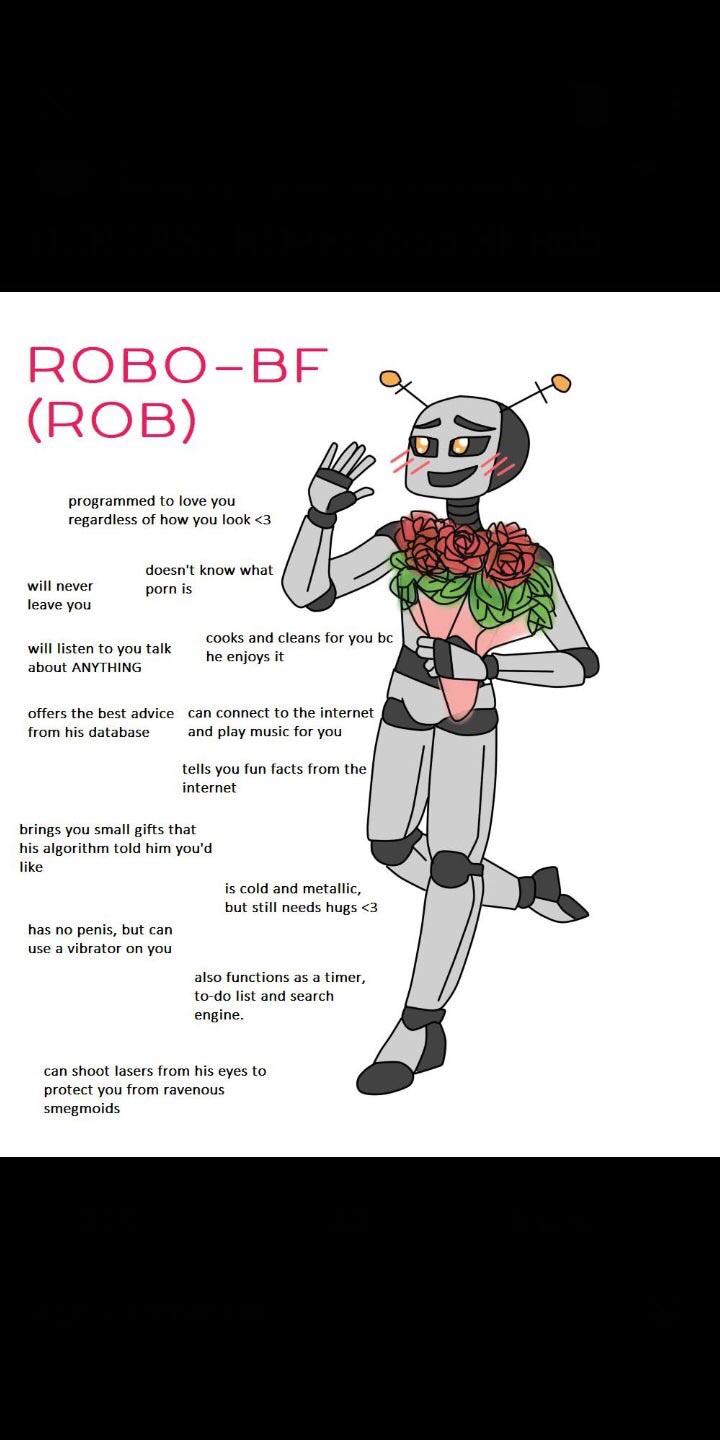 ROBO-BF
(ROB)
programmed to love you
regardless of how you look <3
doesn't know what
porn is
will never
leave you
cooks and cleans for you bc
he enjoys it
will listen to you talk
about ANYTHING
offers the best advice
from his database
can connect to the internet
and play music for you
tells you fun facts from the
internet
brings you small gifts that
his algorithm told him you'd
like
is cold and metallic,
but still needs hugs <3
has no penis, but can
use a vibrator on you
also functions as a timer,
to-do list and search
engine.
can shoot lasers from his eyes to
protect you from ravenous
smegmoids